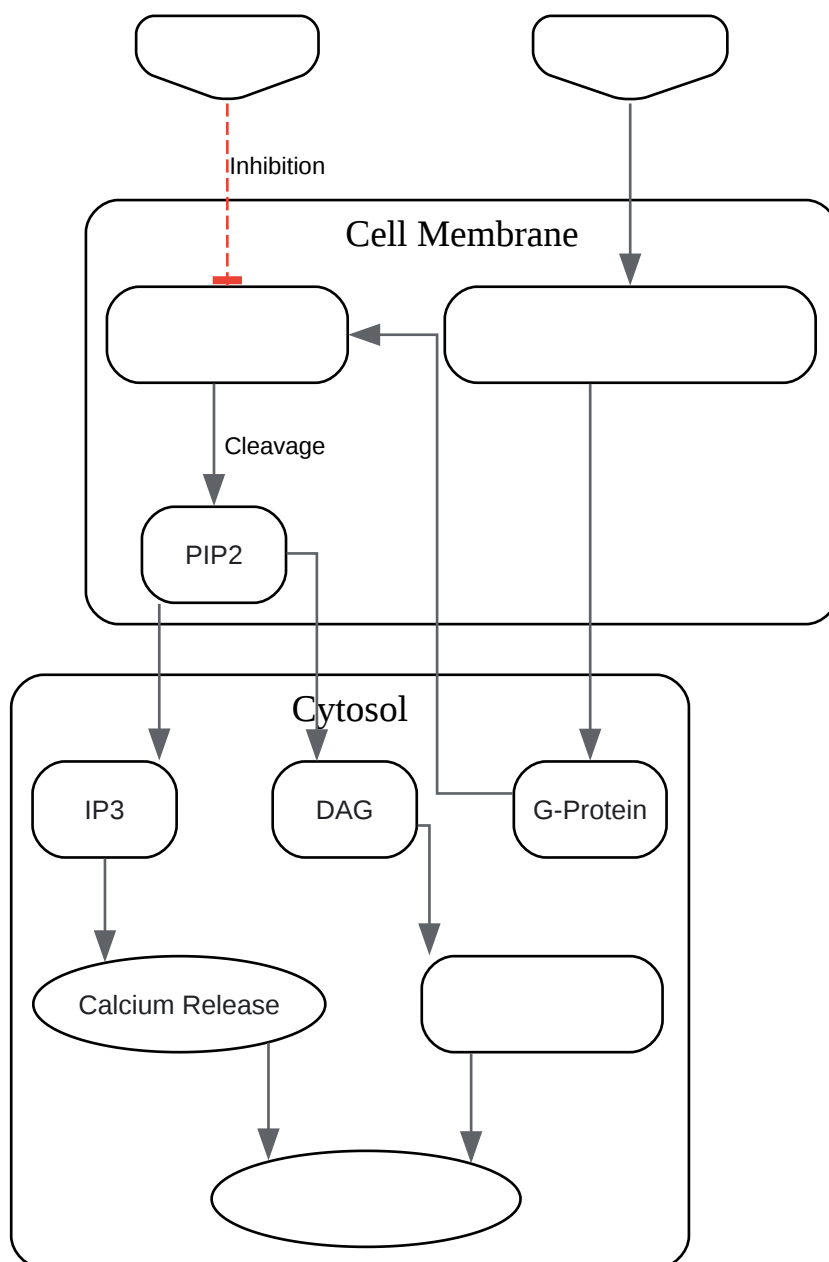 Inhibition
Cell Membrane
Cleavage
PIP2
Cytosol
IP3
DAG
G-Protein
Calcium Release